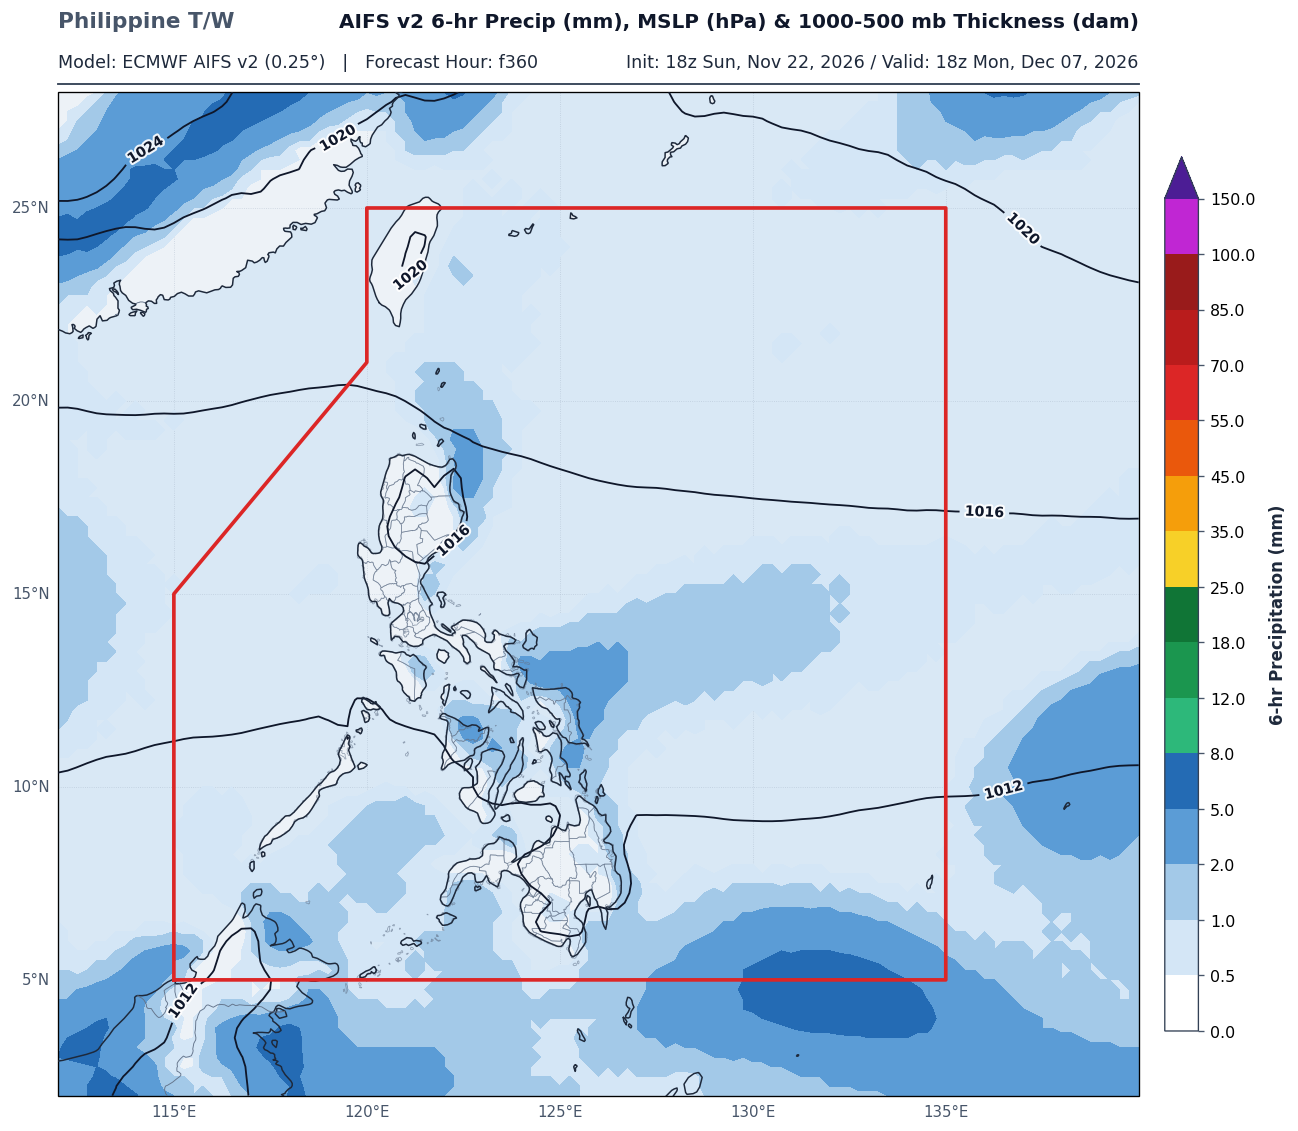 Philippine T/W
AIFS v2 6-hr Precip (mm), MSLP (hPa) & 1000-500 mb Thickness (dam)
Model: ECMWF AIFS v2 (0.25°) | Forecast Hour: f360
Init: 18z Sun, Nov 22, 2026 / Valid: 18z Mon, Dec 07, 2026
1024
1020
1020
1020
1016
1016
1012
1012
25°N
20°N
15°N
10°N
5°N
115°E
120°E
125°E
130°E
135°E
150.0
100.0
85.0
70.0
55.0
45.0
35.0
25.0
18.0
12.0
8.0
5.0
2.0
1.0
0.5
0.0
6-hr Precipitation (mm)